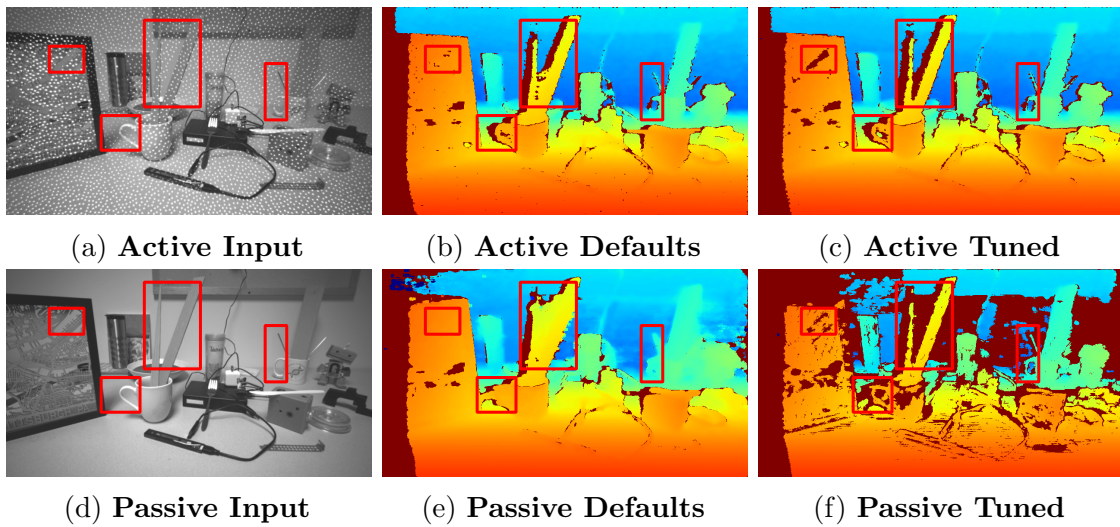 (a) Active Input
(b) Active Defaults
(c) Active Tuned
(d) Passive Input
(e) Passive Defaults
(f) Passive Tuned